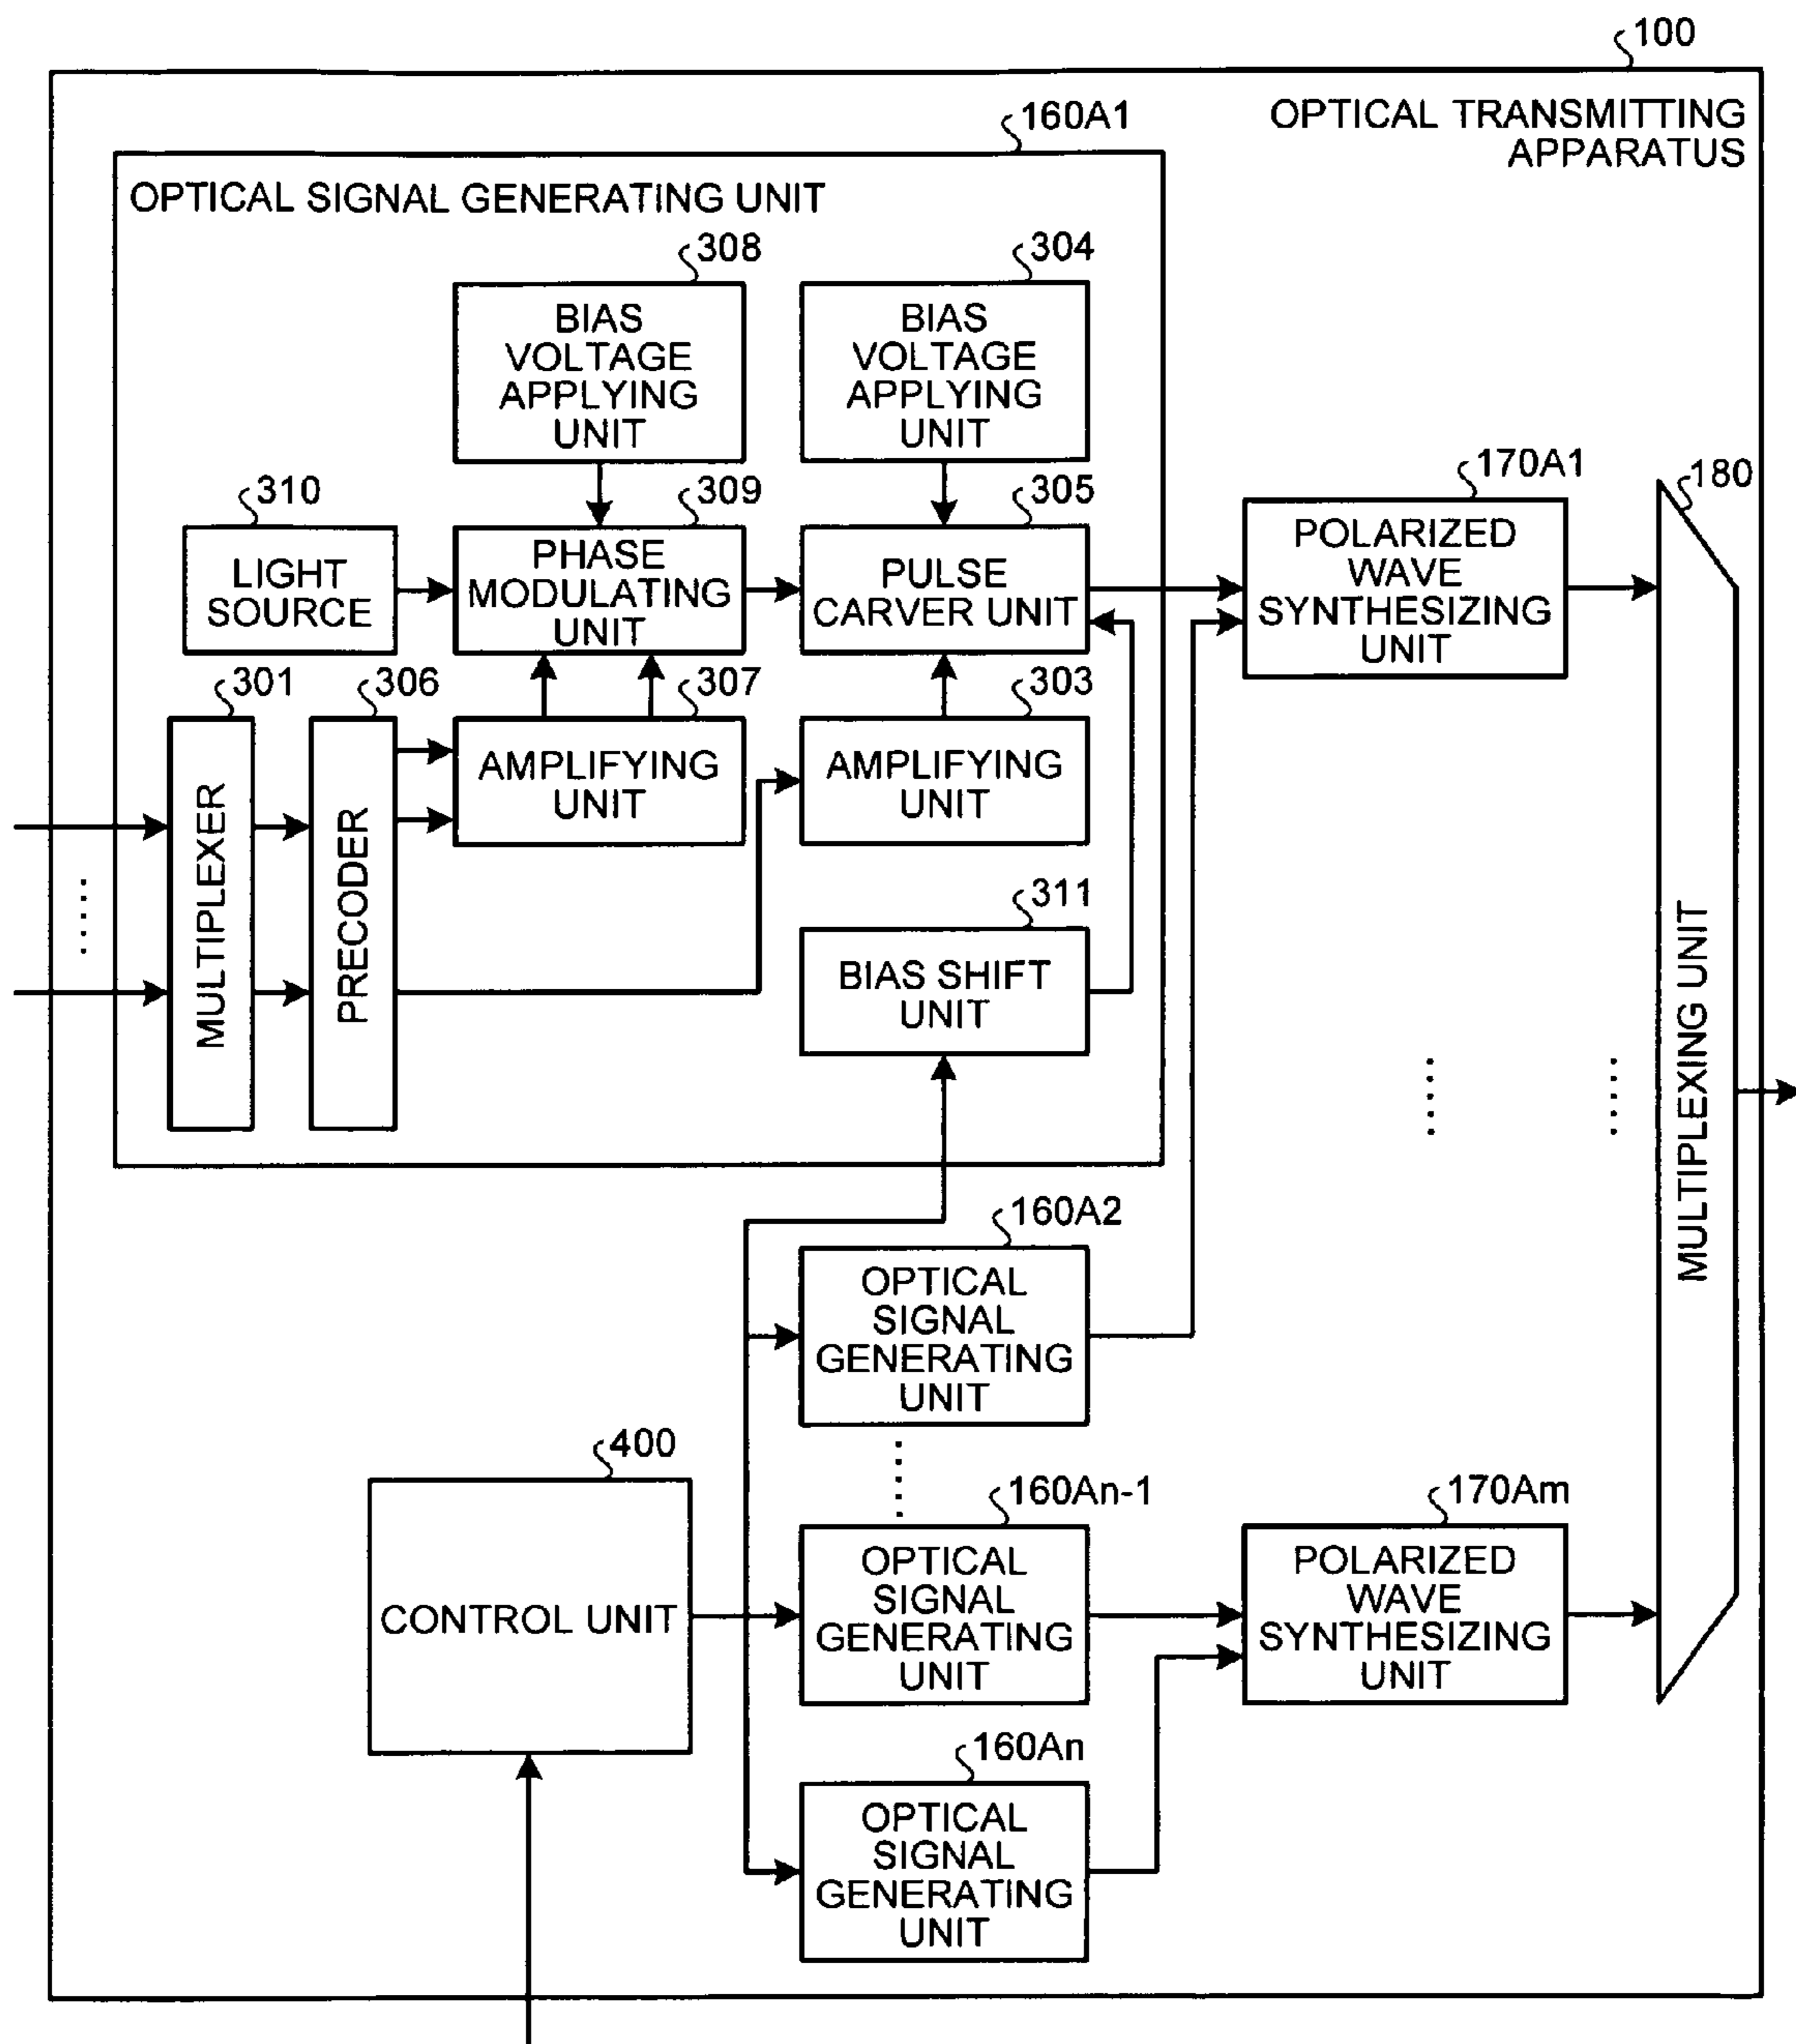 100
OPTICAL TRANSMITTING
APPARATUS
160A1
OPTICAL SIGNAL GENERATING UNIT
308
BIAS
VOLTAGE
APPLYING
UNIT
304
BIAS
VOLTAGE
APPLYING
UNIT
310
LIGHT
SOURCE
309
PHASE
MODULATING
UNIT
305
PULSE
CARVER UNIT
170A1
POLARIZED
WAVE
SYNTHESIZING
UNIT
180
MULTIPLEXING UNIT
301
MULTIPLEXER
306
PRECODER
307
AMPLIFYING
UNIT
303
AMPLIFYING
UNIT
311
BIAS SHIFT
UNIT
160A2
OPTICAL
SIGNAL
GENERATING
UNIT
400
CONTROL UNIT
160An-1
OPTICAL
SIGNAL
GENERATING
UNIT
170Am
POLARIZED
WAVE
SYNTHESIZING
UNIT
160An
OPTICAL
SIGNAL
GENERATING
UNIT